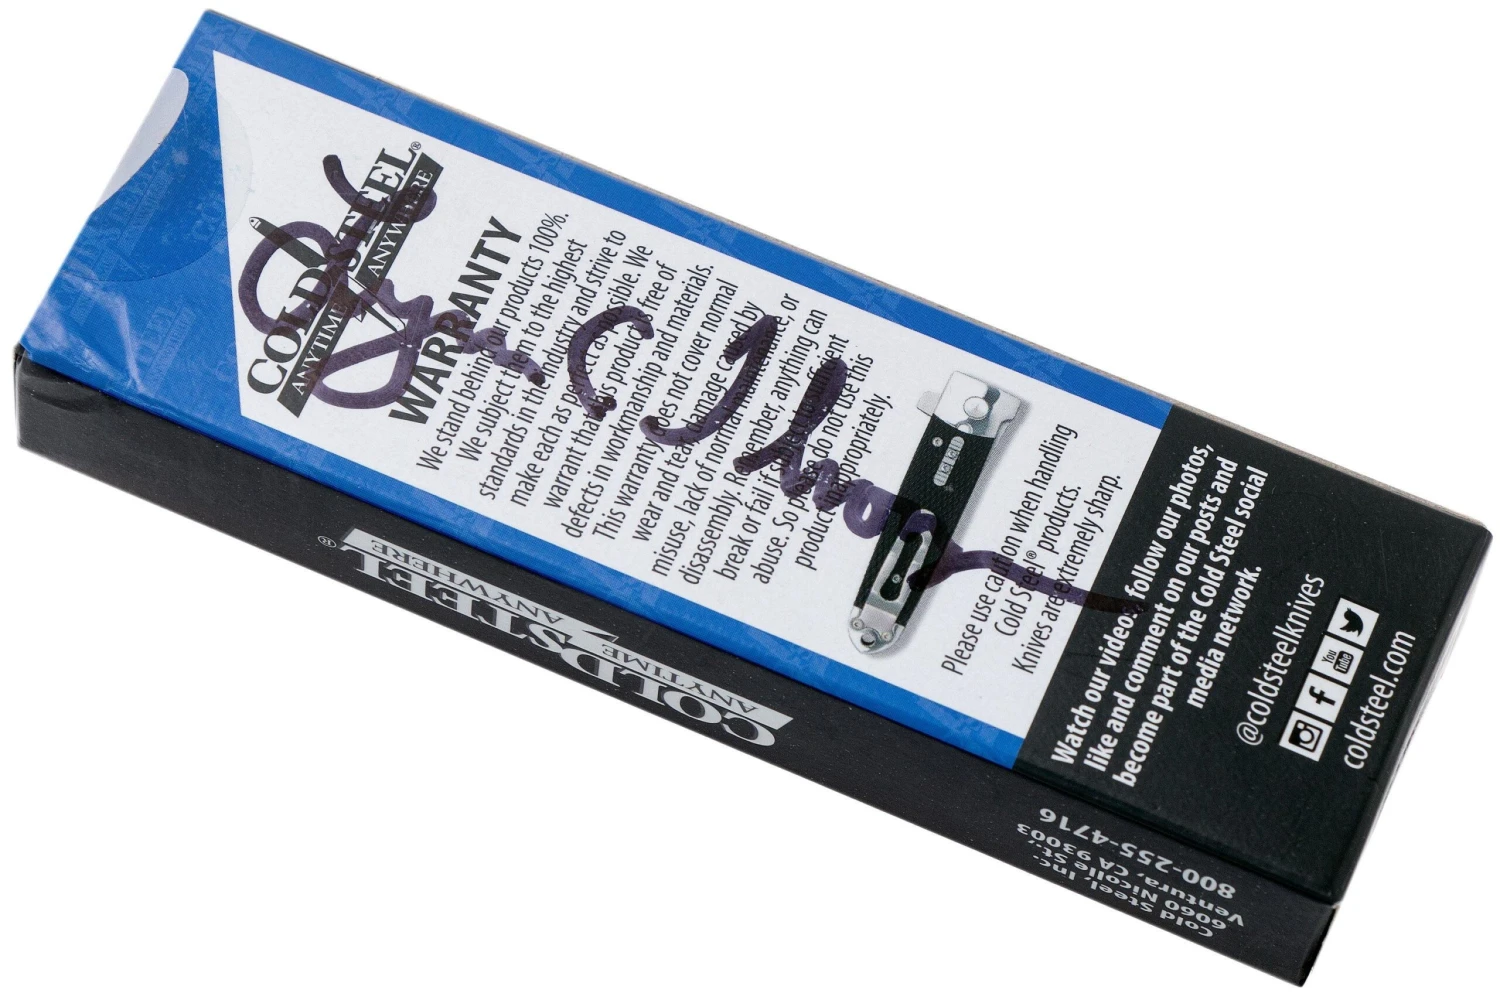 COLD STEEL®
ANYTIME ANYWHERE
WARRANTY
We stand behind our products 100%.
We subject them to the highest
standards in the industry and strive to
make each as perfect as possible. We
warrant that this product is free of
defects in workmanship and materials.
This warranty does not cover normal
wear and tear, damage caused by
misuse, lack of normal maintenance, or
disassembly. Remember, anything can
break or fail if subject to sufficient
abuse. So please do not use this
product inappropriately.
Please use caution when handling
Cold Steel® products.
Knives are extremely sharp.
Watch our videos, follow our photos,
like and comment on our posts and
become part of the Cold Steel social
media network.
@coldsteelknives
You Tube
coldsteel.com
COLD STEEL®
ANYTIME ANYWHERE
Cold Steel, Inc.
6060 Nicolle St.,
Ventura, CA 93003
800-255-4716